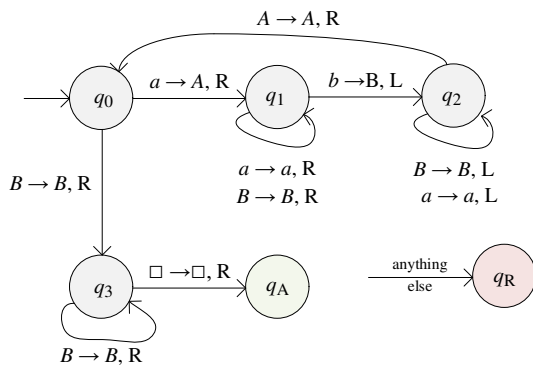 A → A, R
a → A, R
b →B, L
q0
q1
q2
a → a, R
B → B, R
B → B, L
a → a, L
B → B, R
□ →□, R
anything
else
q3
qA
qR
B → B, R